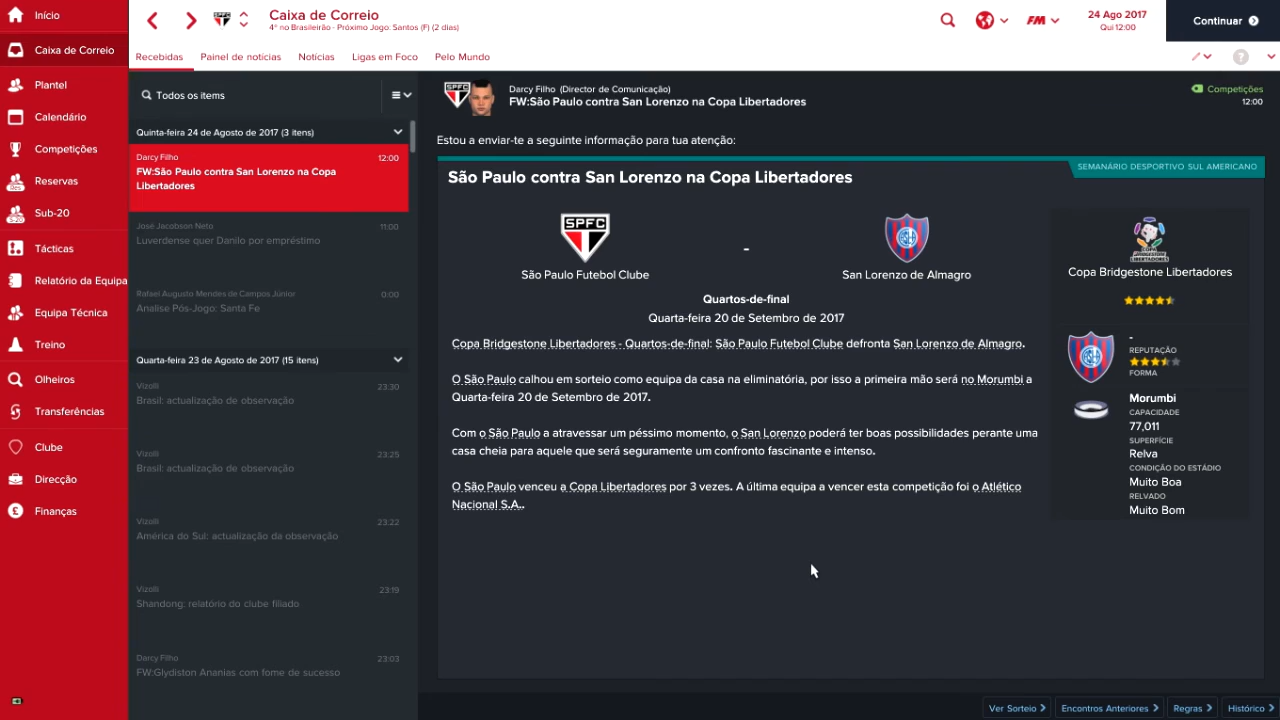 Início
Caixa de Correio
Plantel
Calendário
Competições
Reservas
Sub-20
Tácticas
Relatório da Equipa
Equipa Técnica
Treino
Olheiros
Transferências
Clube
Direcção
Finanças
Caixa de Correio
4º no Brasileirão - Próximo Jogo: Santos (F) (2 dias)
FM
24 Ago 2017
Qui 12:00
Continuar
Recebidas
Painel de notícias
Notícias
Ligas em Foco
Pelo Mundo
Todos os items
Quinta-feira 24 de Agosto de 2017 (3 itens)
Darcy Filho 12:00
FW:São Paulo contra San Lorenzo na Copa
Libertadores
José Jacobson Neto 11:00
Luverdense quer Danilo por empréstimo
Rafael Augusto Mendes de Campos Júnior 0:00
Análise Pós-Jogo: Santa Fe
Quarta-feira 23 de Agosto de 2017 (15 itens)
Vizolli 23:30
Brasil: actualização de observação
Vizolli 23:25
Brasil: actualização de observação
Vizolli 23:22
América do Sul: actualização da observação
Vizolli 23:19
Shandong: relatório do clube filiado
Darcy Filho 23:03
FW:Glydiston Ananias com fome de sucesso
Darcy Filho (Director de Comunicação)
FW:São Paulo contra San Lorenzo na Copa Libertadores
Competições
12:00
Estou a enviar-te a seguinte informação para tua atenção:
SEMANÁRIO DESPORTIVO SUL AMERICANO
São Paulo contra San Lorenzo na Copa Libertadores
SPFC
-
São Paulo Futebol Clube
San Lorenzo de Almagro
Quartos-de-final
Quarta-feira 20 de Setembro de 2017
Copa Bridgestone Libertadores - Quartos-de-final: São Paulo Futebol Clube defronta San Lorenzo de Almagro.
O São Paulo calhou em sorteio como equipa da casa na eliminatória, por isso a primeira mão será no Morumbi a
Quarta-feira 20 de Setembro de 2017.
Com o São Paulo a atravessar um péssimo momento, o San Lorenzo poderá ter boas possibilidades perante uma
casa cheia para aquele que será seguramente um confronto fascinante e intenso.
O São Paulo venceu a Copa Libertadores por 3 vezes. A última equipa a vencer esta competição foi o Atlético
Nacional S.A..
Copa Bridgestone Libertadores
-
REPUTAÇÃO
FORMA
Morumbi
CAPACIDADE
77,011
SUPERFÍCIE
Relva
CONDIÇÃO DO ESTÁDIO
Muito Boa
RELVADO
Muito Bom
Ver Sorteio
Encontros Anteriores
Regras
Histórico